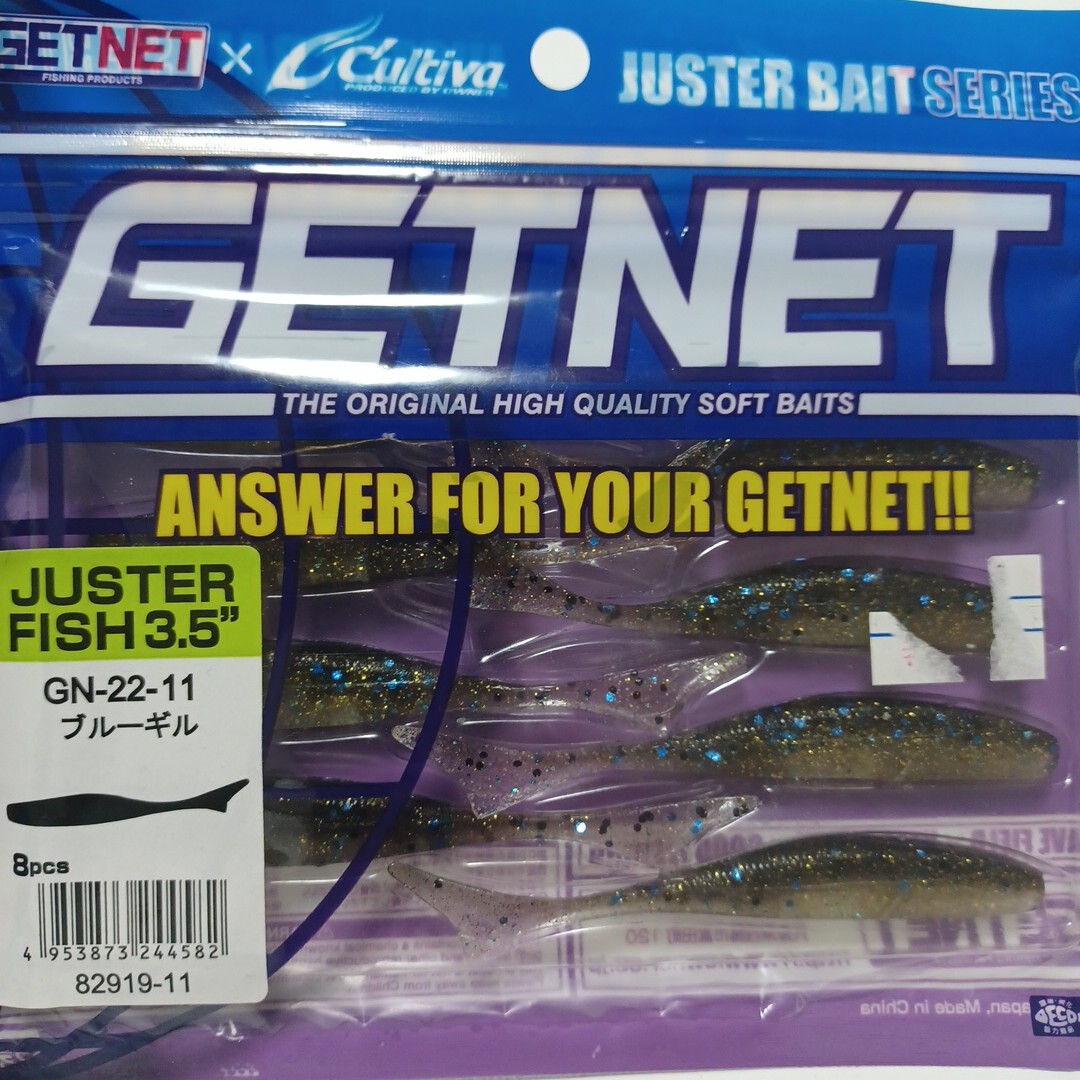 GETNET × Cultiva
FISHING PRODUCTS
PRODUCED BY OWNER
JUSTER BAIT SERIES
GETNET
THE ORIGINAL HIGH QUALITY SOFT BAITS
ANSWER FOR YOUR GETNET!!
JUSTER
FISH 3.5”
GN-22-11
ブルーギル
8pcs
4 953873 244582
82919-11
GETNET
Made in China